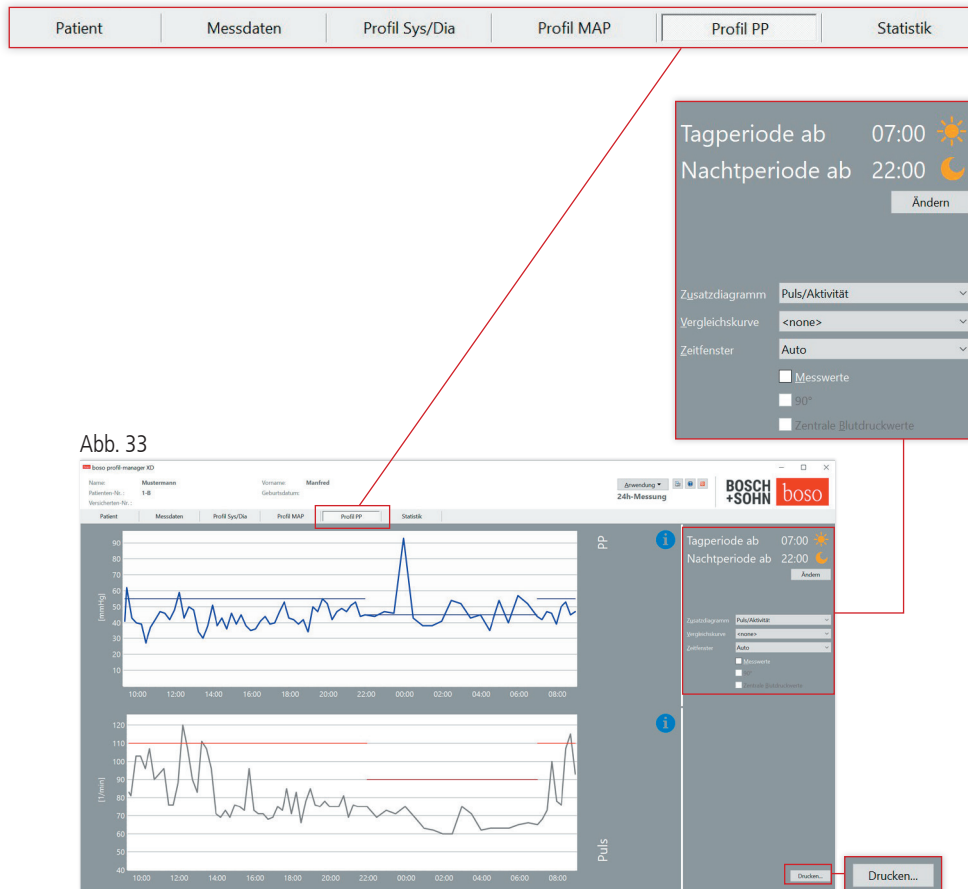 Patient Messdaten Profil Sys/Dia Profil MAP Profil PP Statistik
Tagperiode ab 07:00
Nachtperiode ab 22:00
Ändern
Zusatzdiagramm Puls/Aktivität
Vergleichskurve <none>
Zeitfenster Auto
Messwerte
90°
Zentrale Blutdruckwerte
Abb. 33
boso profil-manager XD
Name: Mustermann Vorname: Manfred
Patienten-Nr.: 1-B Geburtsdatum:
Versicherten-Nr.:
Anwendung
24h-Messung
BOSCH
+SOHN
boso
Patient Messdaten Profil Sys/Dia Profil MAP Profil PP Statistik
90
80
70
60
50
40
30
20
10
[mmHg]
PP
10:00 12:00 14:00 16:00 18:00 20:00 22:00 00:00 02:00 04:00 06:00 08:00
Tagperiode ab 07:00
Nachtperiode ab 22:00
Ändern
Zusatzdiagramm Puls/Aktivität
Vergleichskurve <none>
Zeitfenster Auto
Messwerte
90°
Zentrale Blutdruckwerte
120
110
100
90
80
70
60
50
40
[1/min]
Puls
10:00 12:00 14:00 16:00 18:00 20:00 22:00 00:00 02:00 04:00 06:00 08:00
Drucken...
Drucken...